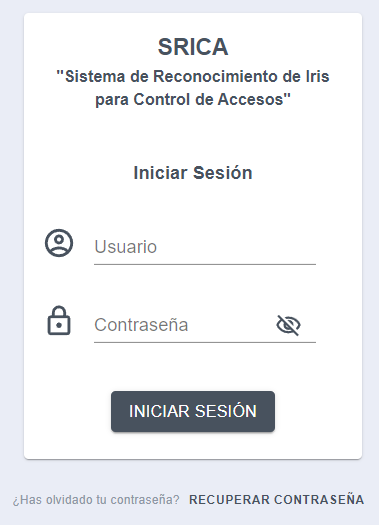 SRICA
"Sistema de Reconocimiento de Iris
para Control de Accesos"
Iniciar Sesión
Usuario
Contraseña
INICIAR SESIÓN
¿Has olvidado tu contraseña? RECUPERAR CONTRASEÑA